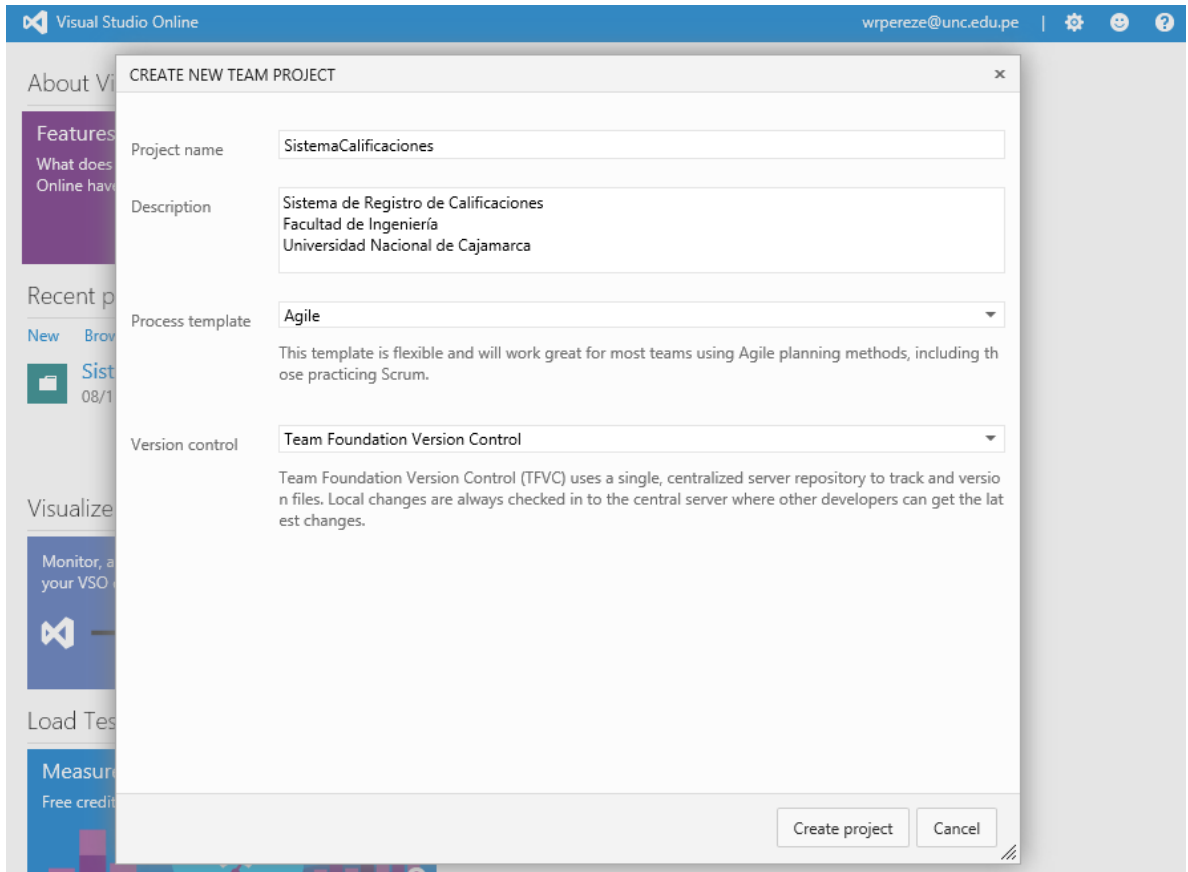 Visual Studio Online
wrpereze@unc.edu.pe |
About Vi
Features
What does
Online have
Recent p
New Brow
Sist
08/1
Visualize
Monitor, a
your VSO
Load Tes
Measure
Free credit
CREATE NEW TEAM PROJECT
Project name
SistemaCalificaciones
Description
Sistema de Registro de Calificaciones
Facultad de Ingeniería
Universidad Nacional de Cajamarca
Process template
Agile
This template is flexible and will work great for most teams using Agile planning methods, including th
ose practicing Scrum.
Version control
Team Foundation Version Control
Team Foundation Version Control (TFVC) uses a single, centralized server repository to track and versio
n files. Local changes are always checked in to the central server where other developers can get the lat
est changes.
Create project
Cancel